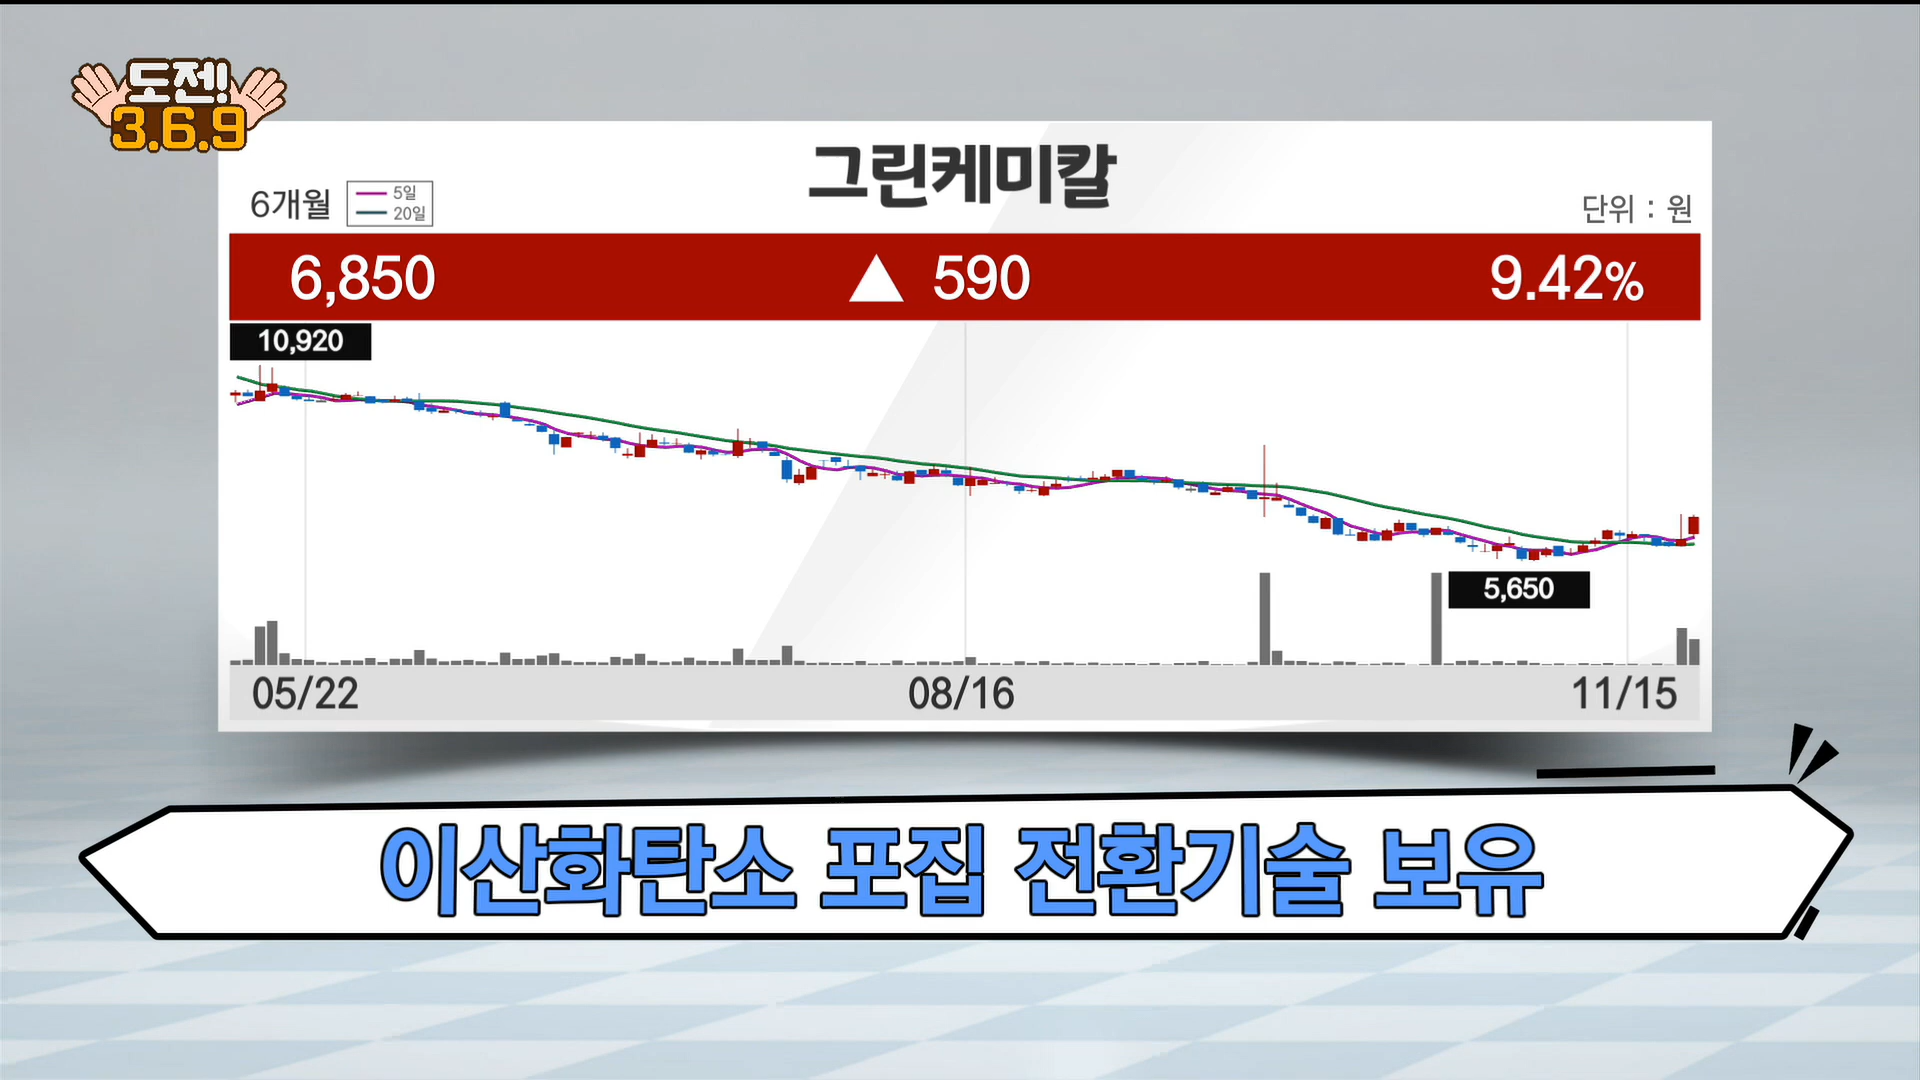 도전!
3.6.9
그린케미칼
6개월
5일
20일
단위 : 원
6,850 ▲ 590 9.42%
10,920
5,650
05/22 08/16 11/15
이산화탄소 포집 전환기술 보유